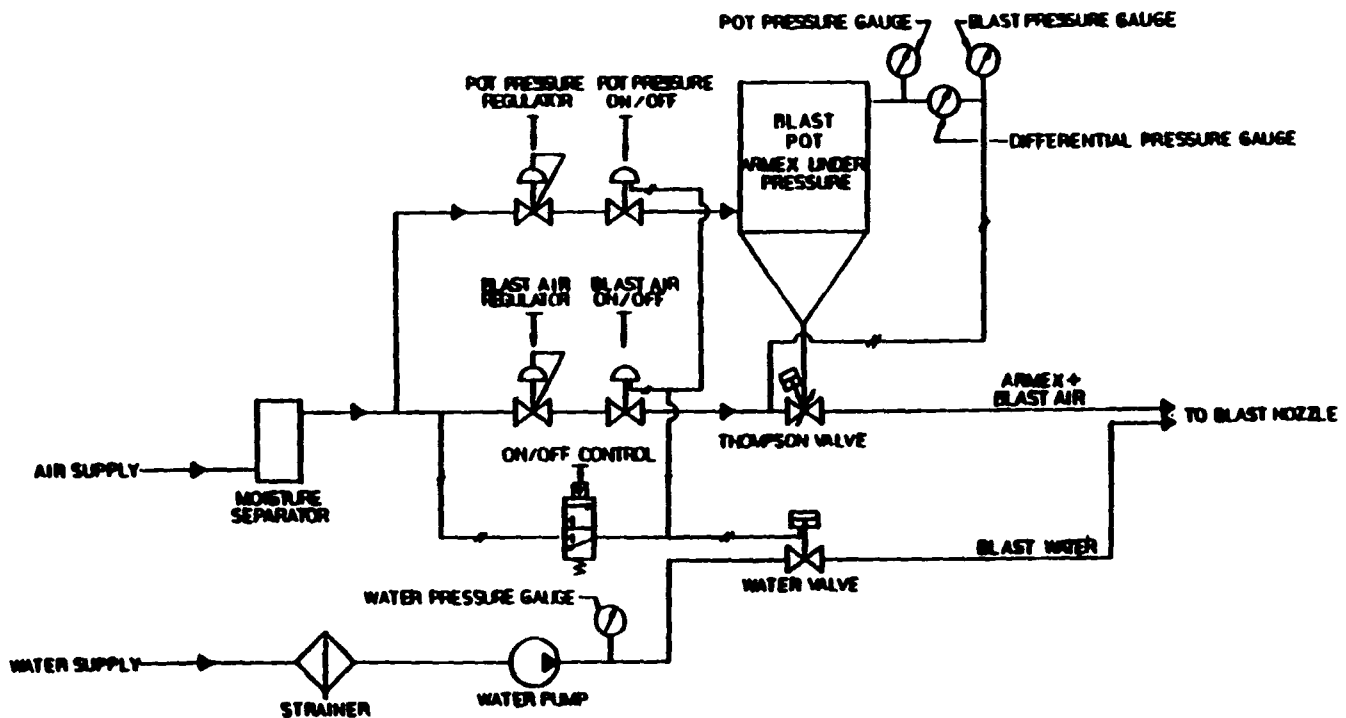 POT PRESSURE GAUGE
BLAST PRESSURE GAUGE
POT PRESSURE
REGULATOR
POT PRESSURE
ON/OFF
BLAST
POT
ARMEX UNDER
PRESSURE
DIFFERENTIAL PRESSURE GAUGE
BLAST AIR
REGULATOR
BLAST AIR
ON/OFF
ARMEX +
BLAST AIR
TO BLAST NOZZLE
THOMPSON VALVE
ON/OFF CONTROL
AIR SUPPLY
MOISTURE
SEPARATOR
BLAST WATER
WATER VALVE
WATER PRESSURE GAUGE
WATER SUPPLY
WATER PUMP
STRAINER